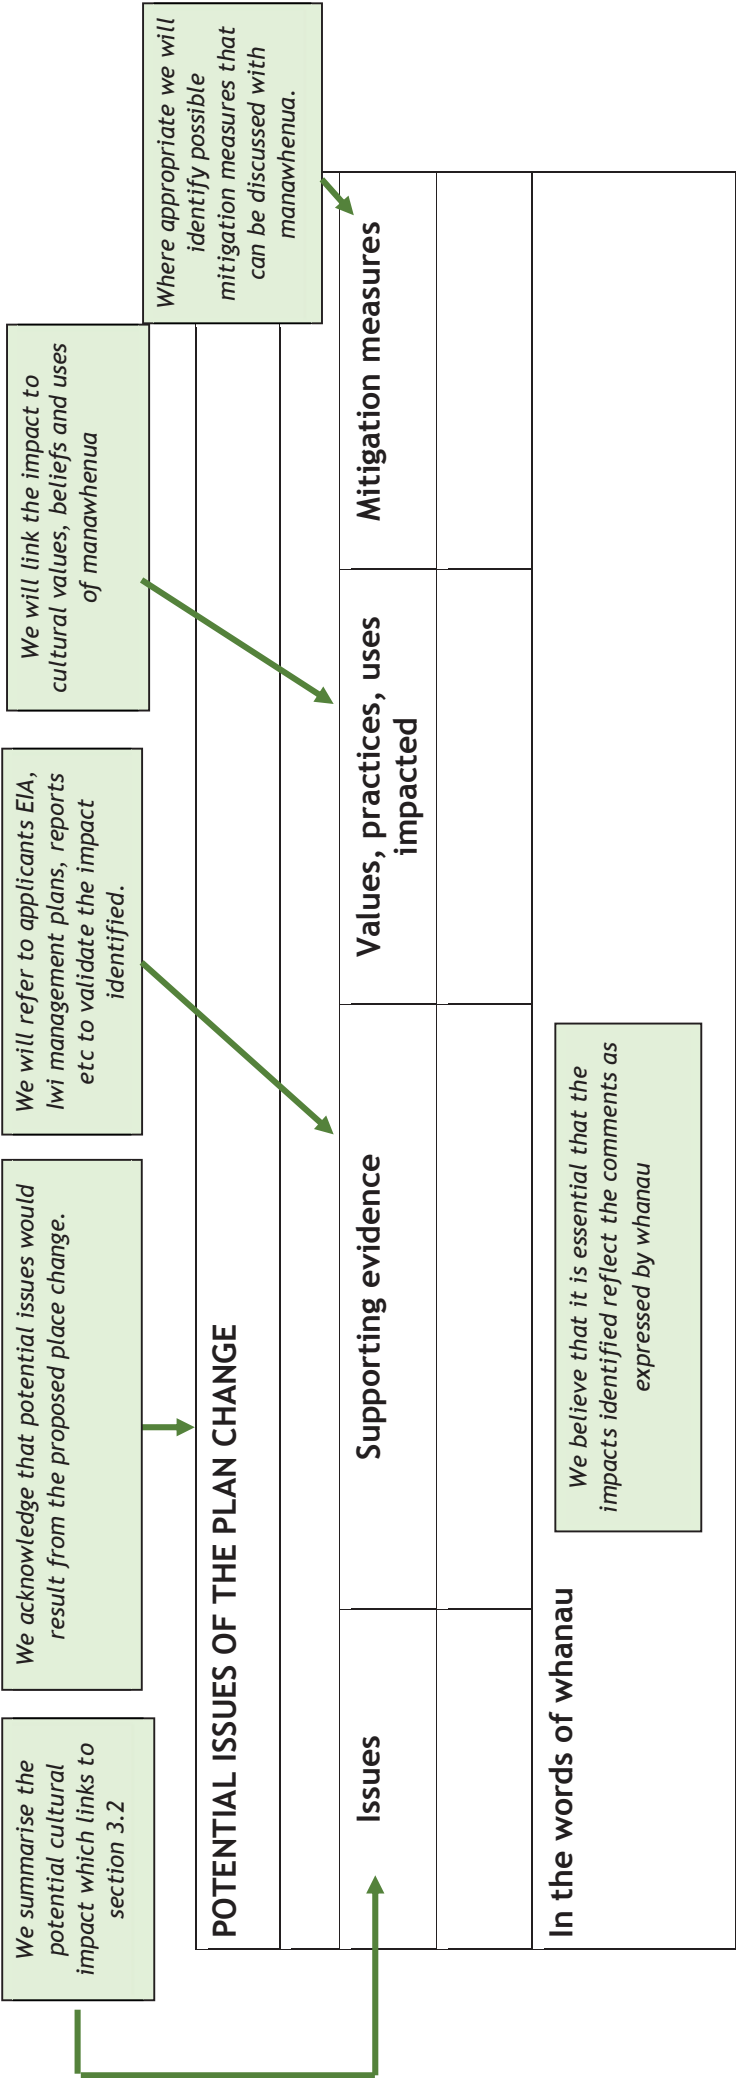 We summarise the
potential cultural
impact which links to
section 3.2
We acknowledge that potential issues would
result from the proposed place change.
We will refer to applicants EIA,
Iwi management plans, reports
etc to validate the impact
identified.
We will link the impact to
cultural values, beliefs and uses
of manawhenua
Where appropriate we will
identify possible
mitigation measures that
can be discussed with
manawhenua.
POTENTIAL ISSUES OF THE PLAN CHANGE
Issues
Supporting evidence
Values, practices, uses
impacted
Mitigation measures
In the words of whanau
We believe that it is essential that the
impacts identified reflect the comments as
expressed by whanau